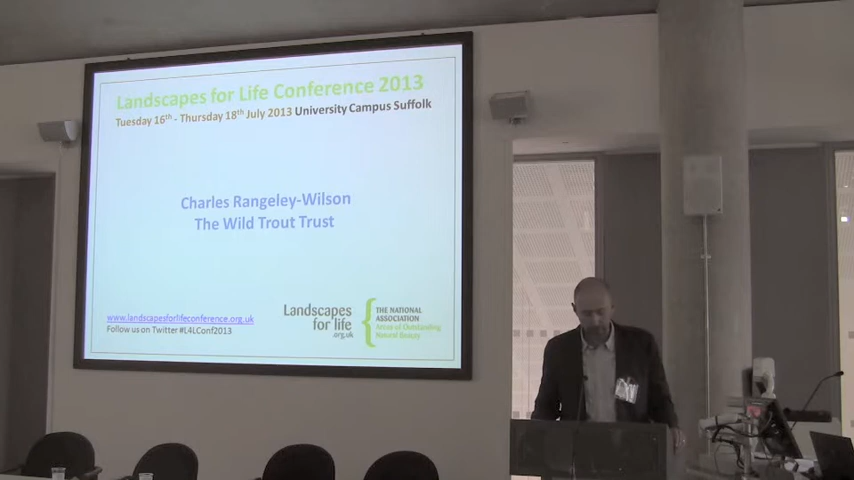 Landscapes for Life Conference 2013
Tuesday 16th - Thursday 18th July 2013 University Campus Suffolk
Charles Rangeley-Wilson
The Wild Trout Trust
www.landscapesforlifeconference.org.uk
Follow us on Twitter #L4LConf2013
Landscapes
for life
.org.uk
THE NATIONAL
ASSOCIATION
Areas of Outstanding
Natural Beauty